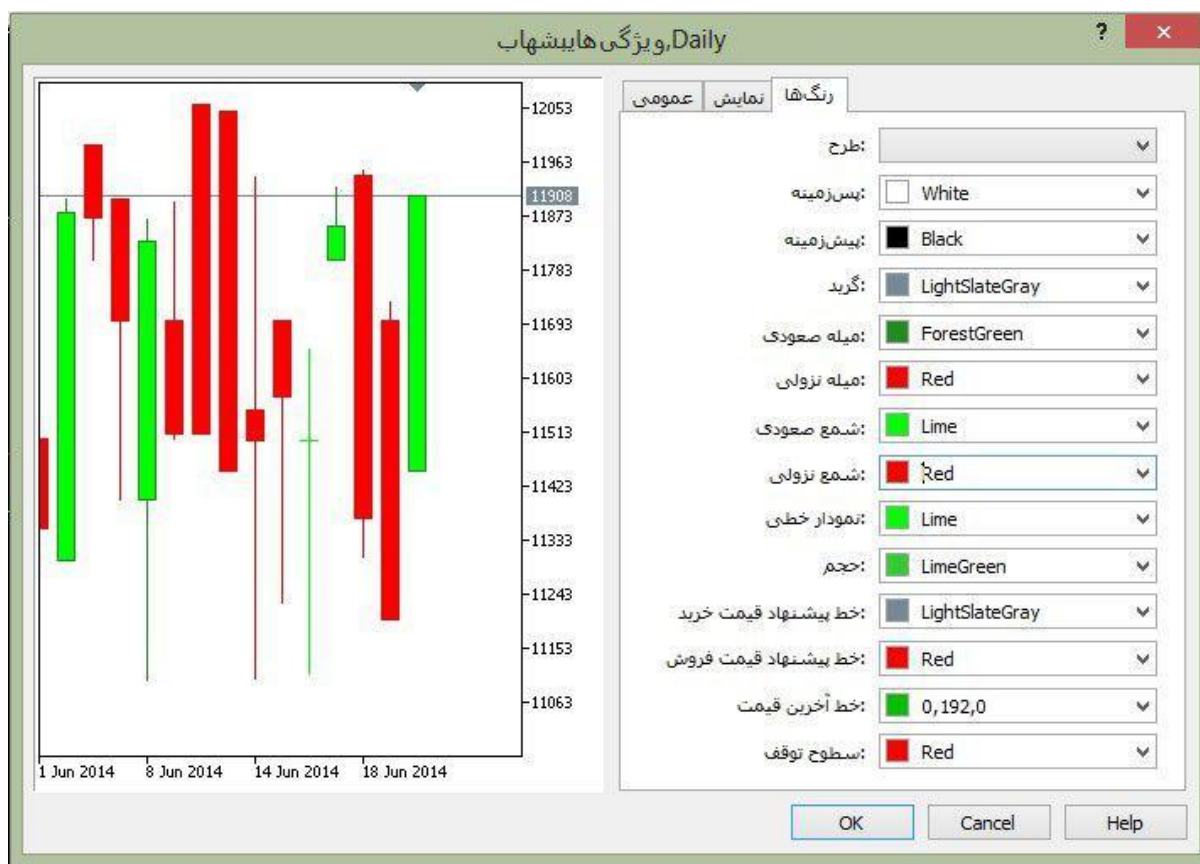 ویژگی‌هاییشهاب,Daily
?
×
رنگ‌ها
نمایش
عمومی
طرح:
پس‌زمینه: White
پیش‌زمینه: Black
گرید: LightSlateGray
میله صعودی: ForestGreen
میله نزولی: Red
شمع صعودی: Lime
شمع نزولی: Red
نمودار خطی: Lime
حجم: LimeGreen
خط پیشنهاد قیمت خرید: LightSlateGray
خط پیشنهاد قیمت فروش: Red
خط آخرین قیمت: 0,192,0
سطوح توقف: Red
12053
11963
11908
11873
11783
11693
11603
11513
11423
11333
11243
11153
11063
1 Jun 2014 8 Jun 2014 14 Jun 2014 18 Jun 2014
OK Cancel Help